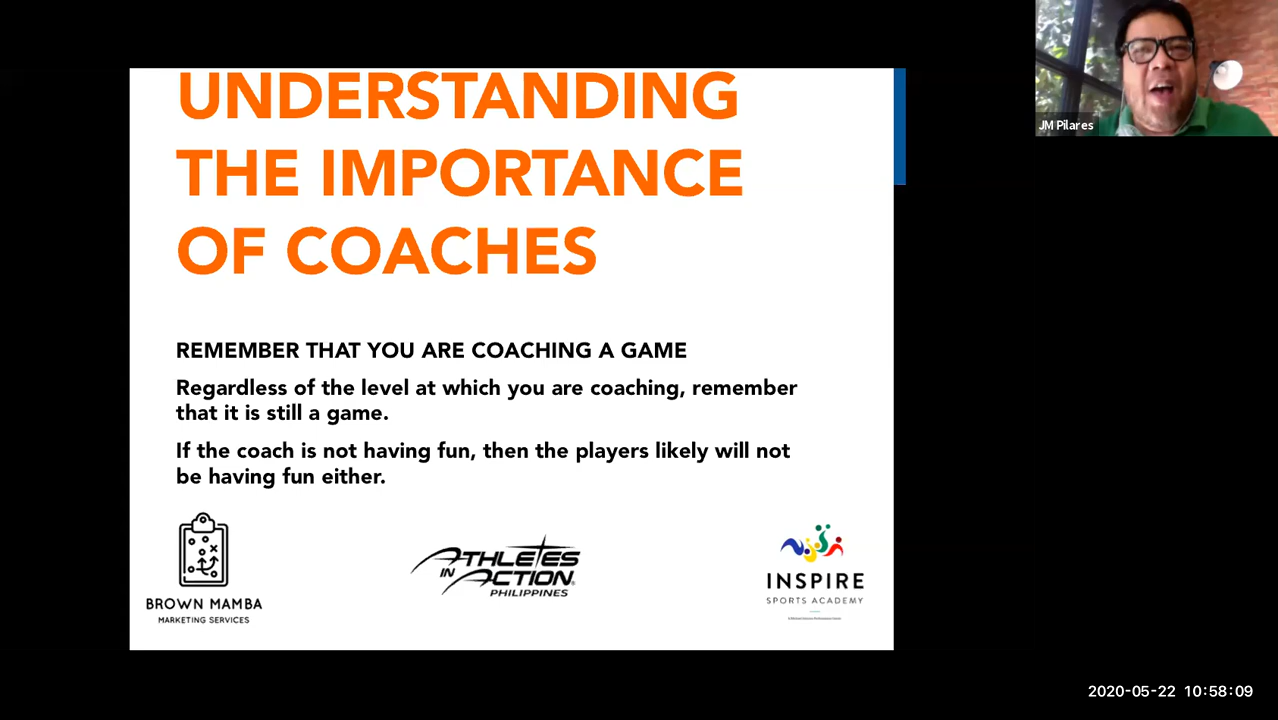 UNDERSTANDING
THE IMPORTANCE
OF COACHES
REMEMBER THAT YOU ARE COACHING A GAME
Regardless of the level at which you are coaching, remember
that it is still a game.
If the coach is not having fun, then the players likely will not
be having fun either.
BROWN MAMBA
MARKETING SERVICES
ATHLETES
IN ACTION
PHILIPPINES
INSPIRE
SPORTS ACADEMY
JM Pilares
2020-05-22 10:58:09